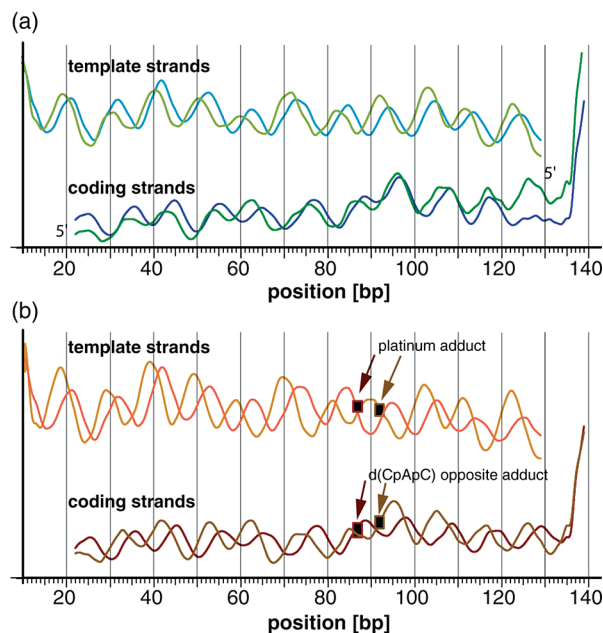 (a)
template strands
coding strands
5'
5'
20 40 60 80 100 120 140
position [bp]
(b)
template strands
platinum adduct
d(CpApC) opposite adduct
coding strands
20 40 60 80 100 120 140
position [bp]